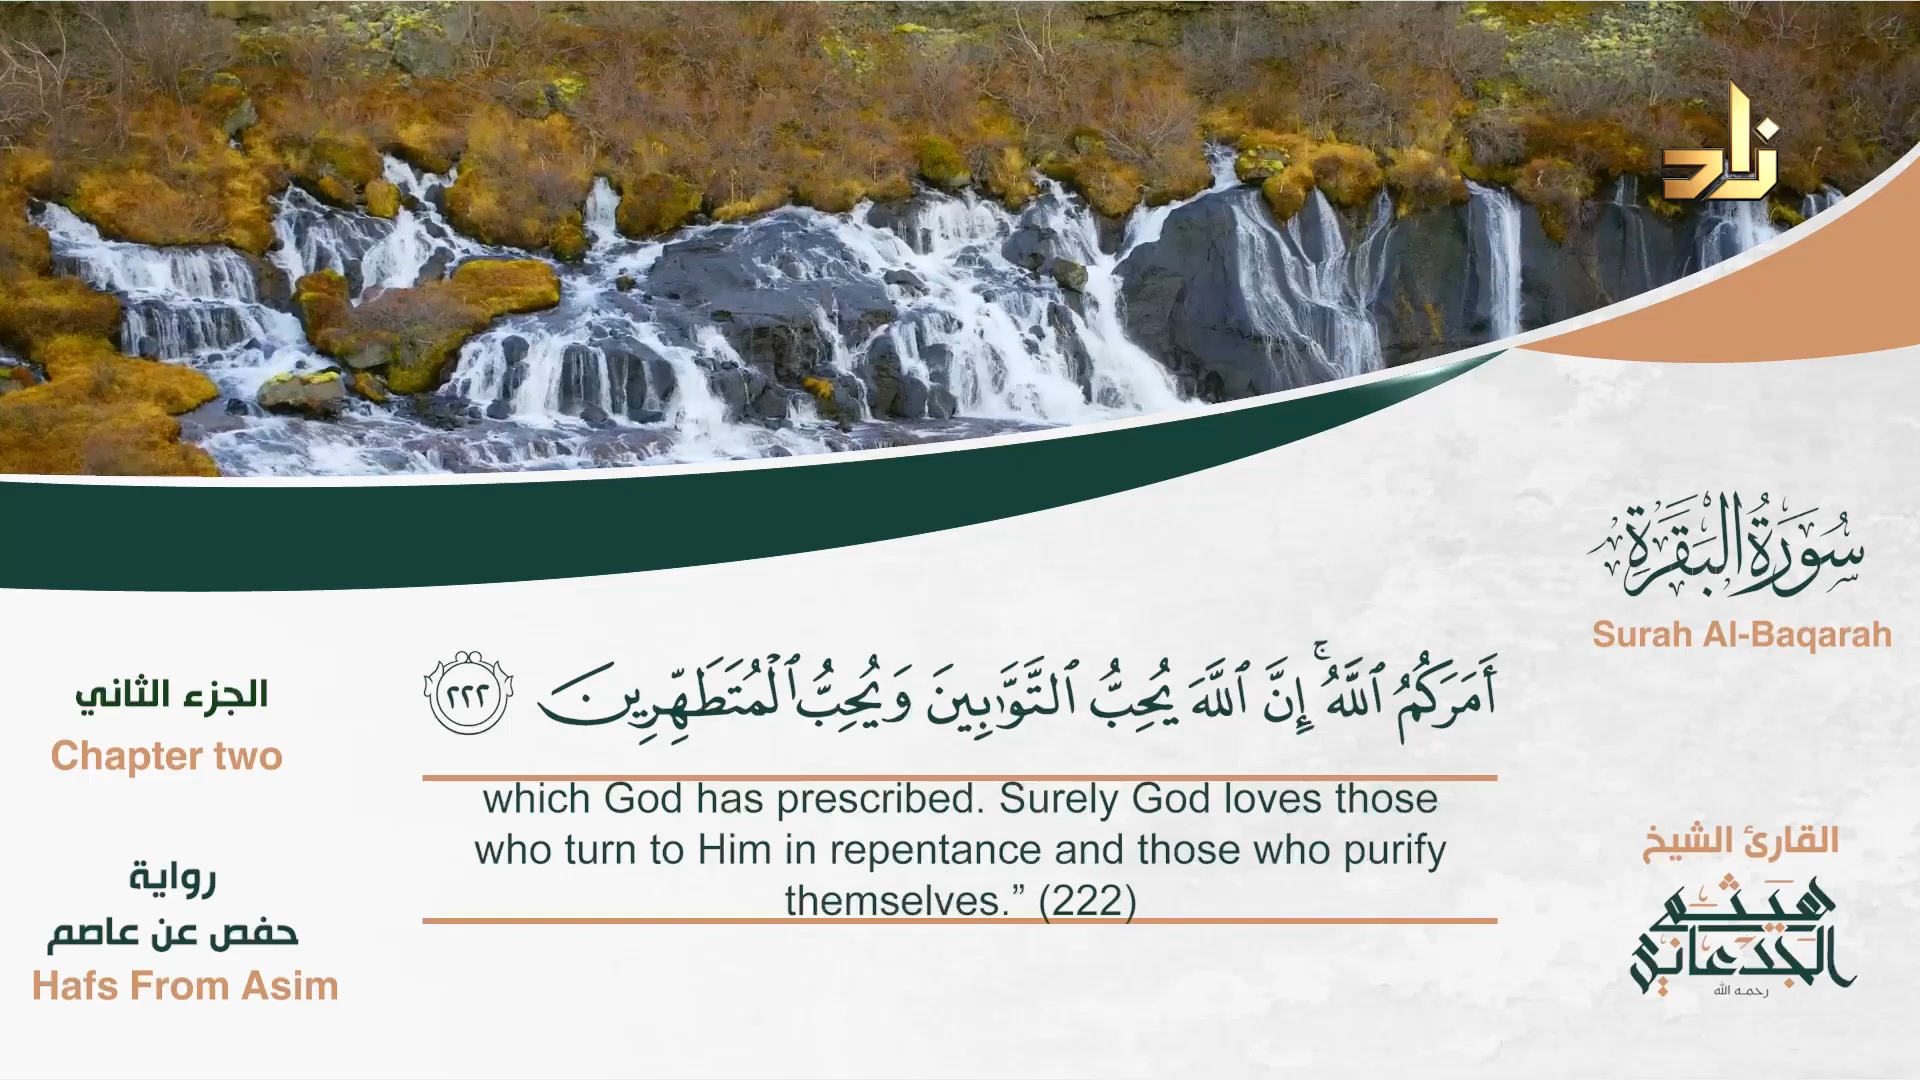 زاد
سُورَةُ البَقَرَةِ
Surah Al-Baqarah
أَمَرَكُمُ ٱللَّهُ ۚ إِنَّ ٱللَّهَ يُحِبُّ ٱلتَّوَّٰبِينَ وَيُحِبُّ ٱلْمُتَطَهِّرِينَ ٢٢٢
which God has prescribed. Surely God loves those
who turn to Him in repentance and those who purify
themselves.” (222)
الجزء الثاني
Chapter two
رواية
حفص عن عاصم
Hafs From Asim
القارئ الشيخ
هيثم
الجدعاني
رحمه الله